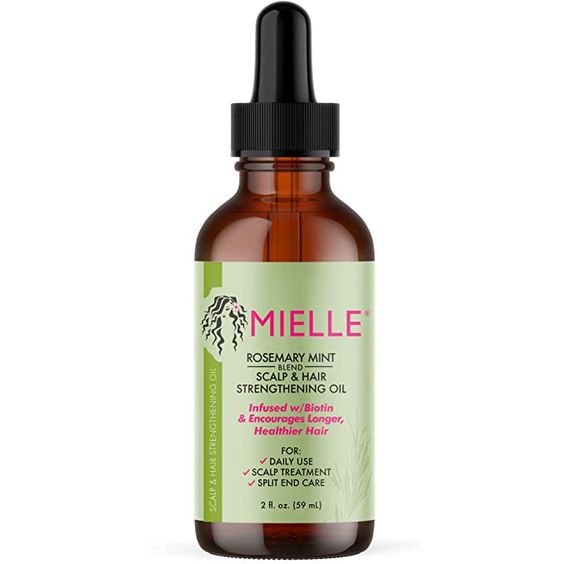 MIELLE®
ROSEMARY MINT
BLEND
SCALP & HAIR
STRENGTHENING OIL
Infused w/Biotin
& Encourages Longer,
Healthier Hair
FOR:
✓ DAILY USE
✓ SCALP TREATMENT
✓ SPLIT END CARE
2 fl. oz. (59 mL)
SCALP & HAIR STRENGTHENING OIL